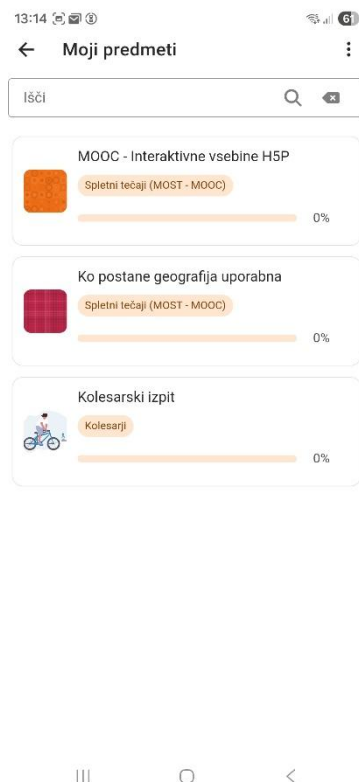 13:14
61
Moji predmeti
Išči
MOOC - Interaktivne vsebine H5P
Spletni tečaji (MOST - MOOC)
0%
Ko postane geografija uporabna
Spletni tečaji (MOST - MOOC)
0%
Kolesarski izpit
Kolesarji
0%